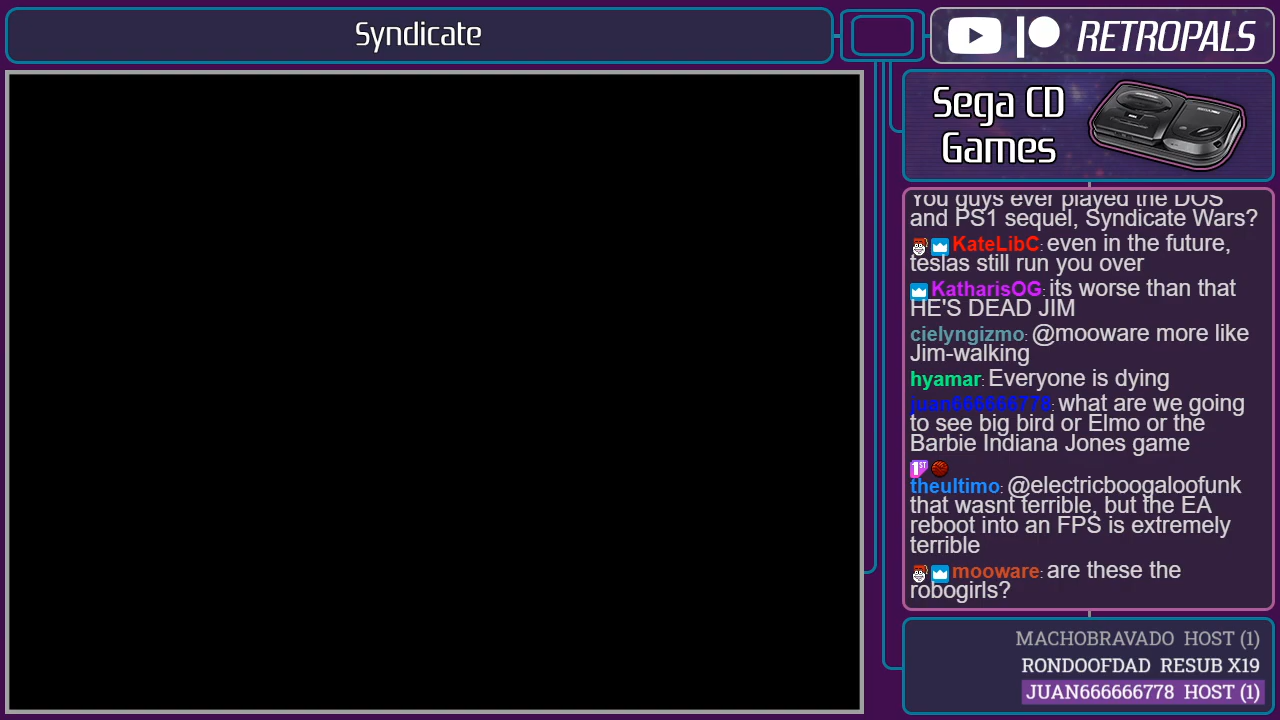 Syndicate
RETROPALS
Sega CD
Games
You guys ever played the DOS
and PS1 sequel, Syndicate Wars?
KateLibC: even in the future,
teslas still run you over
KatharisOG: its worse than that
HE'S DEAD JIM
cielyngizmo: @mooware more like
Jim-walking
hyamar: Everyone is dying
juan666666778: what are we going
to see big bird or Elmo or the
Barbie Indiana Jones game
1ST
theultimo: @electricboogaloofunk
that wasnt terrible, but the EA
reboot into an FPS is extremely
terrible
mooware: are these the
robogirls?
MACHOBRAVADO HOST (1)
RONDOOFDAD RESUB X19
JUAN666666778 HOST (1)